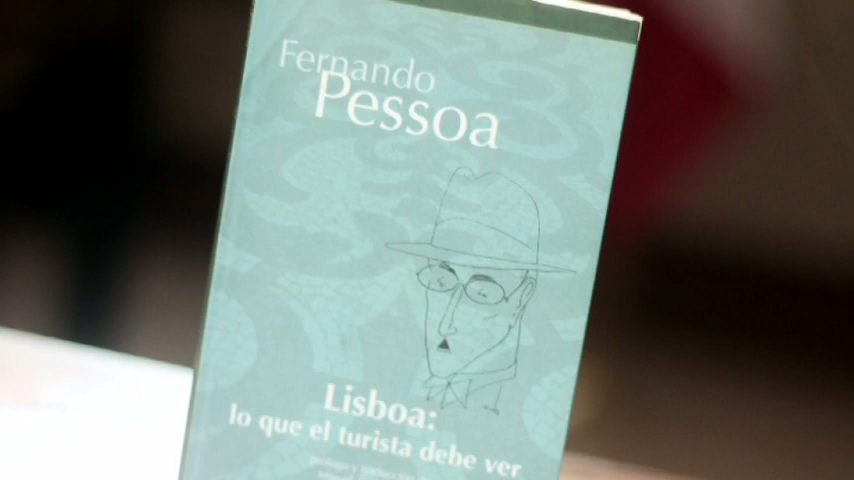 Fernando
Pessoa
Lisboa:
lo que el turista debe ver